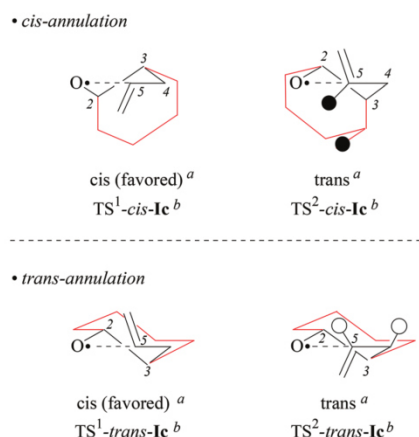 • cis-annulation
3
O•
2
5
4
2
4
O•
5
3
cis (favored) a
trans a
TS1-cis-Ic b
TS2-cis-Ic b
• trans-annulation
2
5
O•
3
2
5
O•
3
cis (favored) a
trans a
TS1-trans-Ic b
TS2-trans-Ic b